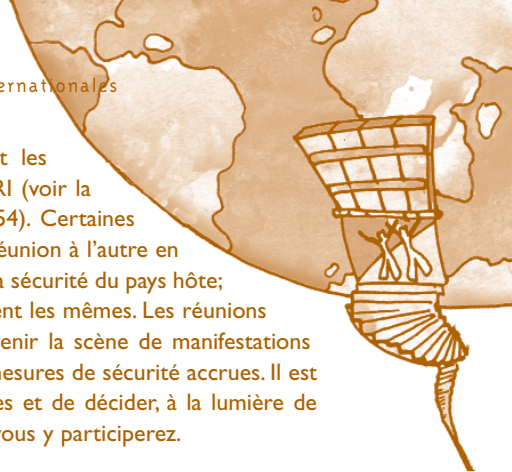 ernationales
t les
RI (voir la
54). Certaines
éunion à l'autre en
a sécurité du pays hôte;
ent les mêmes. Les réunions
enir la scène de manifestations
esures de sécurité accrues. Il est
es et de décider, à la lumière de
vous y participerez.